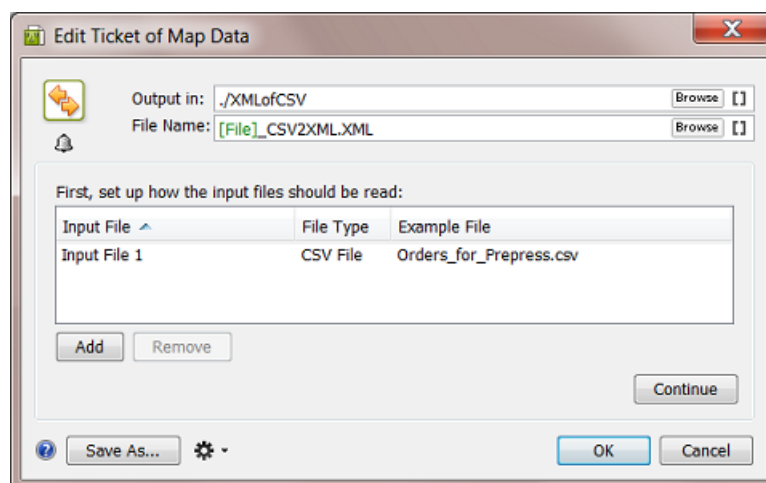 Edit Ticket of Map Data
Output in: ./XMLofCSV Browse []
File Name: [File]_CSV2XML.XML Browse []
First, set up how the input files should be read:
Input File File Type Example File
Input File 1 CSV File Orders_for_Prepress.csv
Add Remove
Continue
Save As... OK Cancel